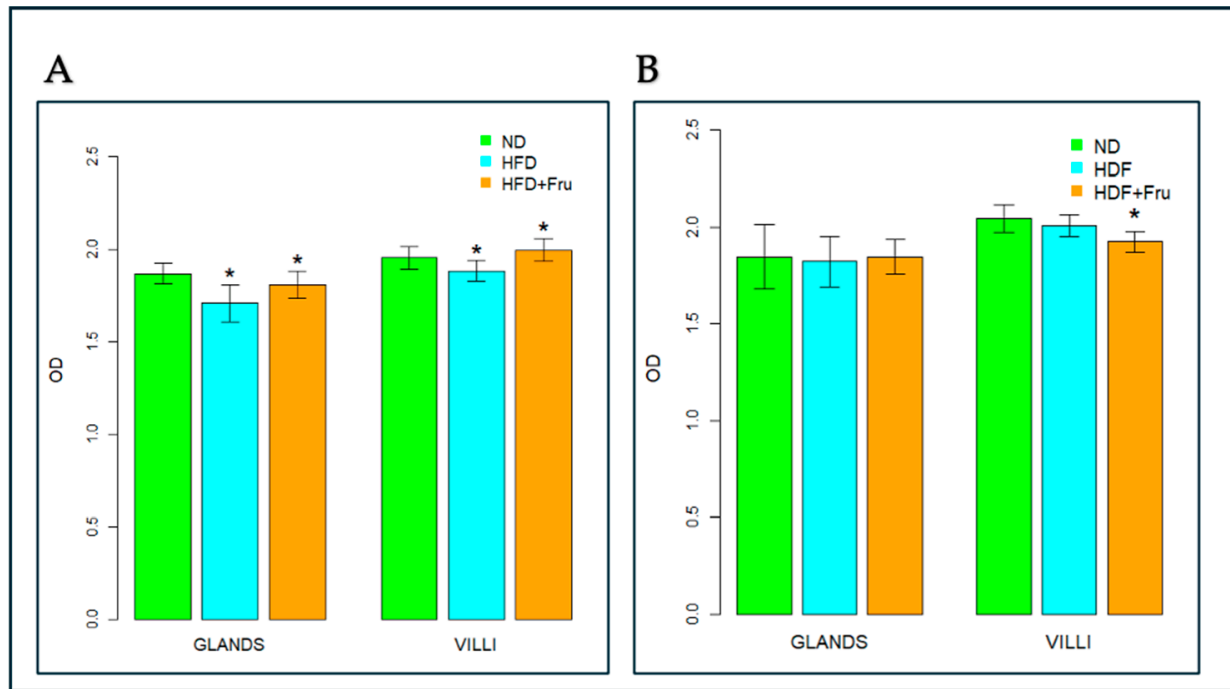 A
ND
HFD
HFD+Fru
2.5
2.0
1.5
1.0
0.5
0.0
OD
*
*
*
*
GLANDS
VILLI
B
ND
HDF
HDF+Fru
2.5
2.0
1.5
1.0
0.5
0.0
OD
*
GLANDS
VILLI